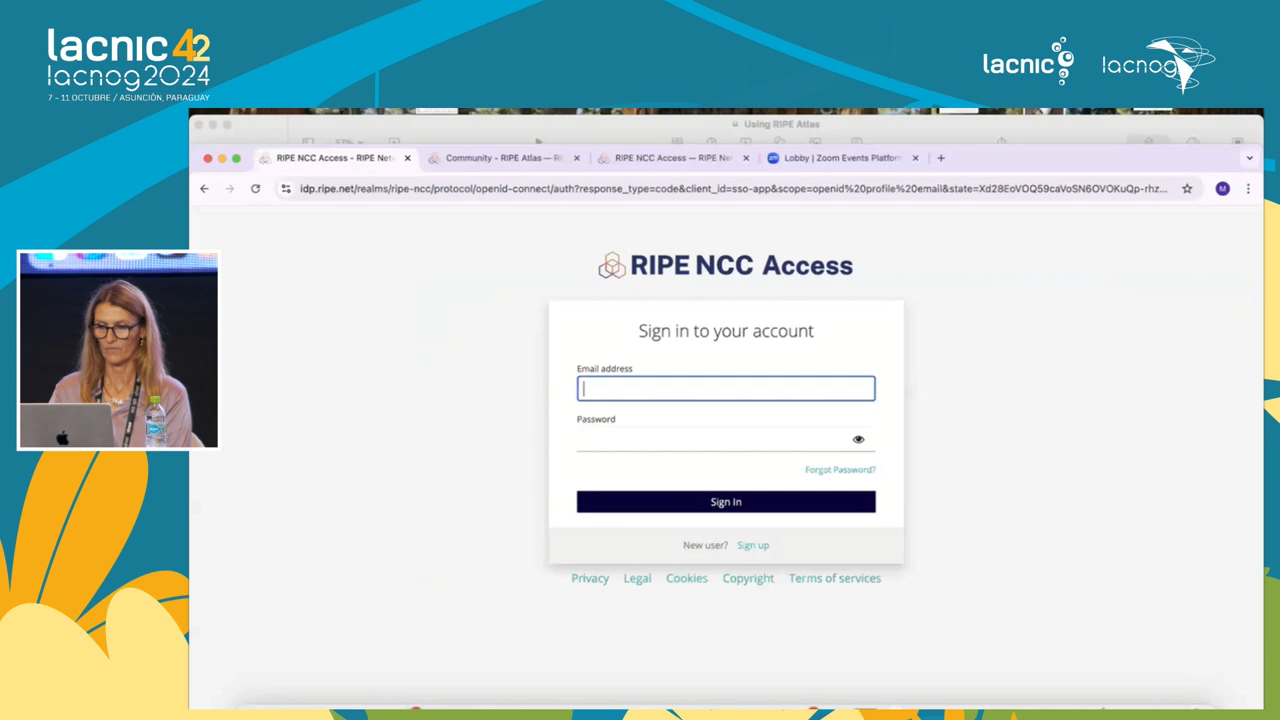 lacnic 42
lacnog2024
7 - 11 OCTUBRE / ASUNCIÓN, PARAGUAY
lacnic
lacnog
Using RIPE Atlas
RIPE NCC Access - RIPE Net
Community - RIPE Atlas — RI
RIPE NCC Access — RIPE Net
zm
Lobby | Zoom Events Platform
idp.ripe.net/realms/ripe-ncc/protocol/openid-connect/auth?response_type=code&client_id=sso-app&scope=openid%20profile%20email&state=Xd28EoVOQ59caVoSN6OVOKuQp-rhz...
M
RIPE NCC Access
Sign in to your account
Email address
Password
Forgot Password?
Sign In
New user? Sign up
Privacy Legal Cookies Copyright Terms of services